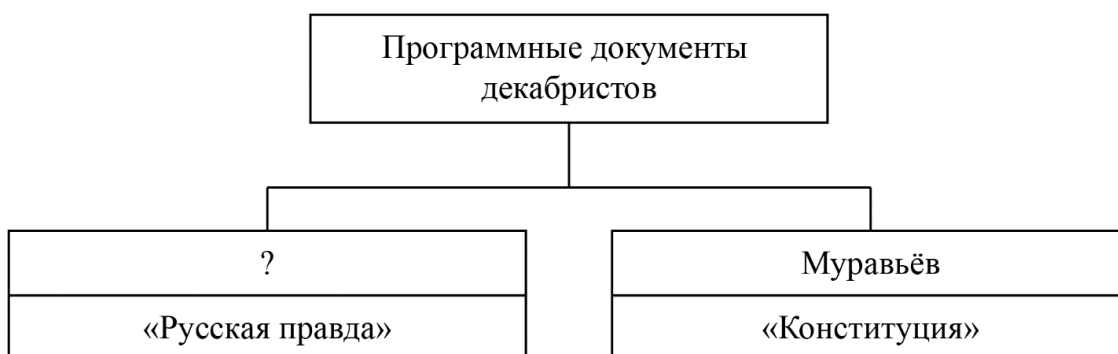 Программные документы
декабристов
?
Муравьёв
«Русская правда»
«Конституция»